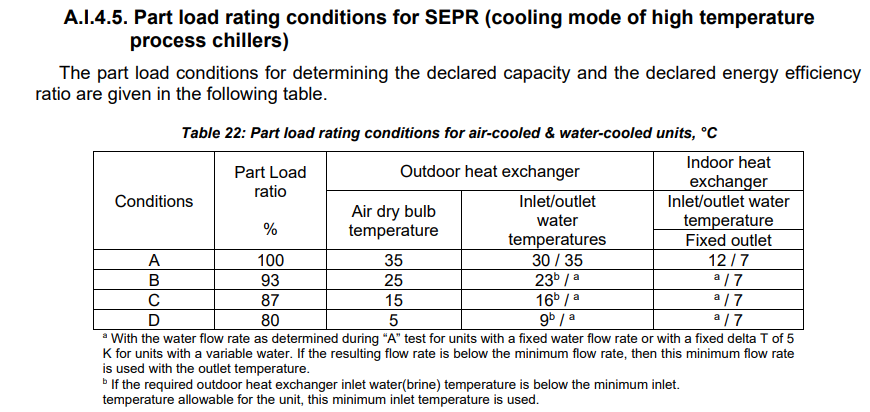 A.I.4.5. Part load rating conditions for SEPR (cooling mode of high temperature
process chillers)
The part load conditions for determining the declared capacity and the declared energy efficiency
ratio are given in the following table.
Table 22: Part load rating conditions for air-cooled & water-cooled units, °C
Conditions
Part Load
ratio
%
Outdoor heat exchanger
Indoor heat
exchanger
Air dry bulb
temperature
Inlet/outlet
water
temperatures
Inlet/outlet water
temperature
Fixed outlet
A 100 35 30 / 35 12 / 7
B 93 25 23ᵇ / ᵃ ᵃ / 7
C 87 15 16ᵇ / ᵃ ᵃ / 7
D 80 5 9ᵇ / ᵃ ᵃ / 7
ᵃ With the water flow rate as determined during “A” test for units with a fixed water flow rate or with a fixed delta T of 5
K for units with a variable water. If the resulting flow rate is below the minimum flow rate, then this minimum flow rate
is used with the outlet temperature.
ᵇ If the required outdoor heat exchanger inlet water(brine) temperature is below the minimum inlet.
temperature allowable for the unit, this minimum inlet temperature is used.